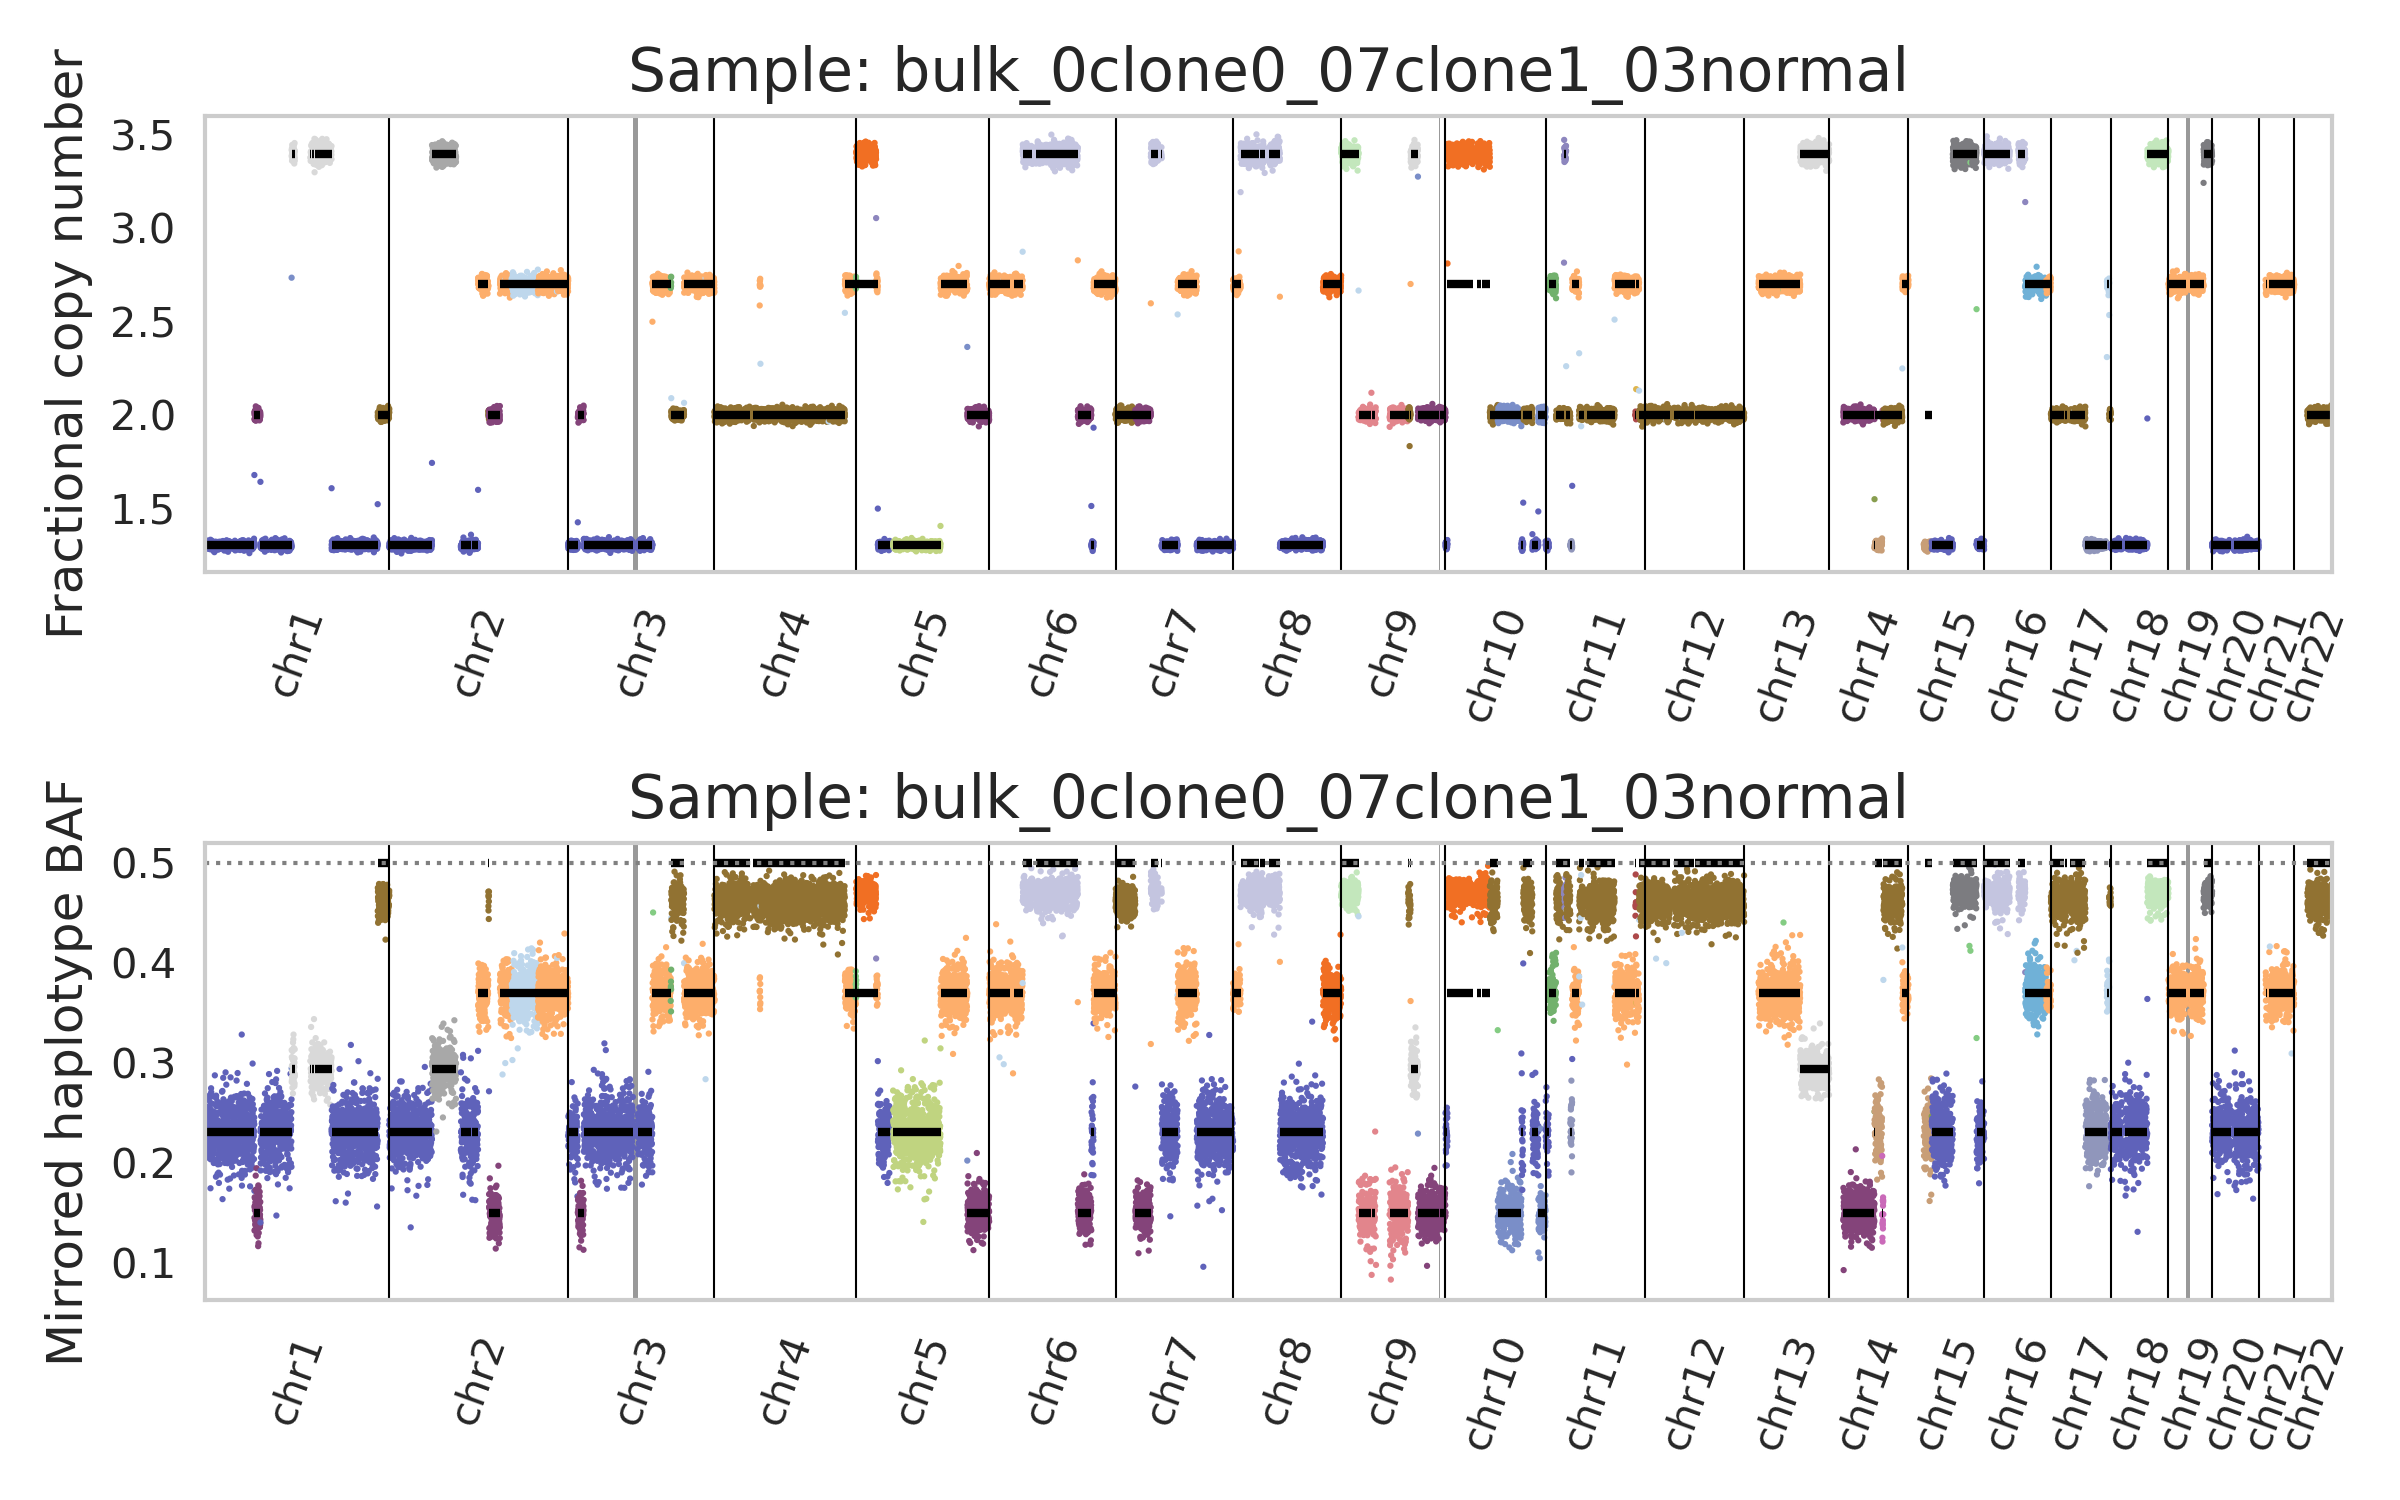 Sample: bulk_0clone0_07clone1_03normal
Fractional copy number
3.5
3.0
2.5
2.0
1.5
chr1 chr2 chr3 chr4 chr5 chr6 chr7 chr8 chr9 chr10 chr11 chr12 chr13 chr14 chr15 chr16 chr17 chr18 chr19 chr20 chr21 chr22
Sample: bulk_0clone0_07clone1_03normal
Mirrored haplotype BAF
0.5
0.4
0.3
0.2
0.1
chr1 chr2 chr3 chr4 chr5 chr6 chr7 chr8 chr9 chr10 chr11 chr12 chr13 chr14 chr15 chr16 chr17 chr18 chr19 chr20 chr21 chr22